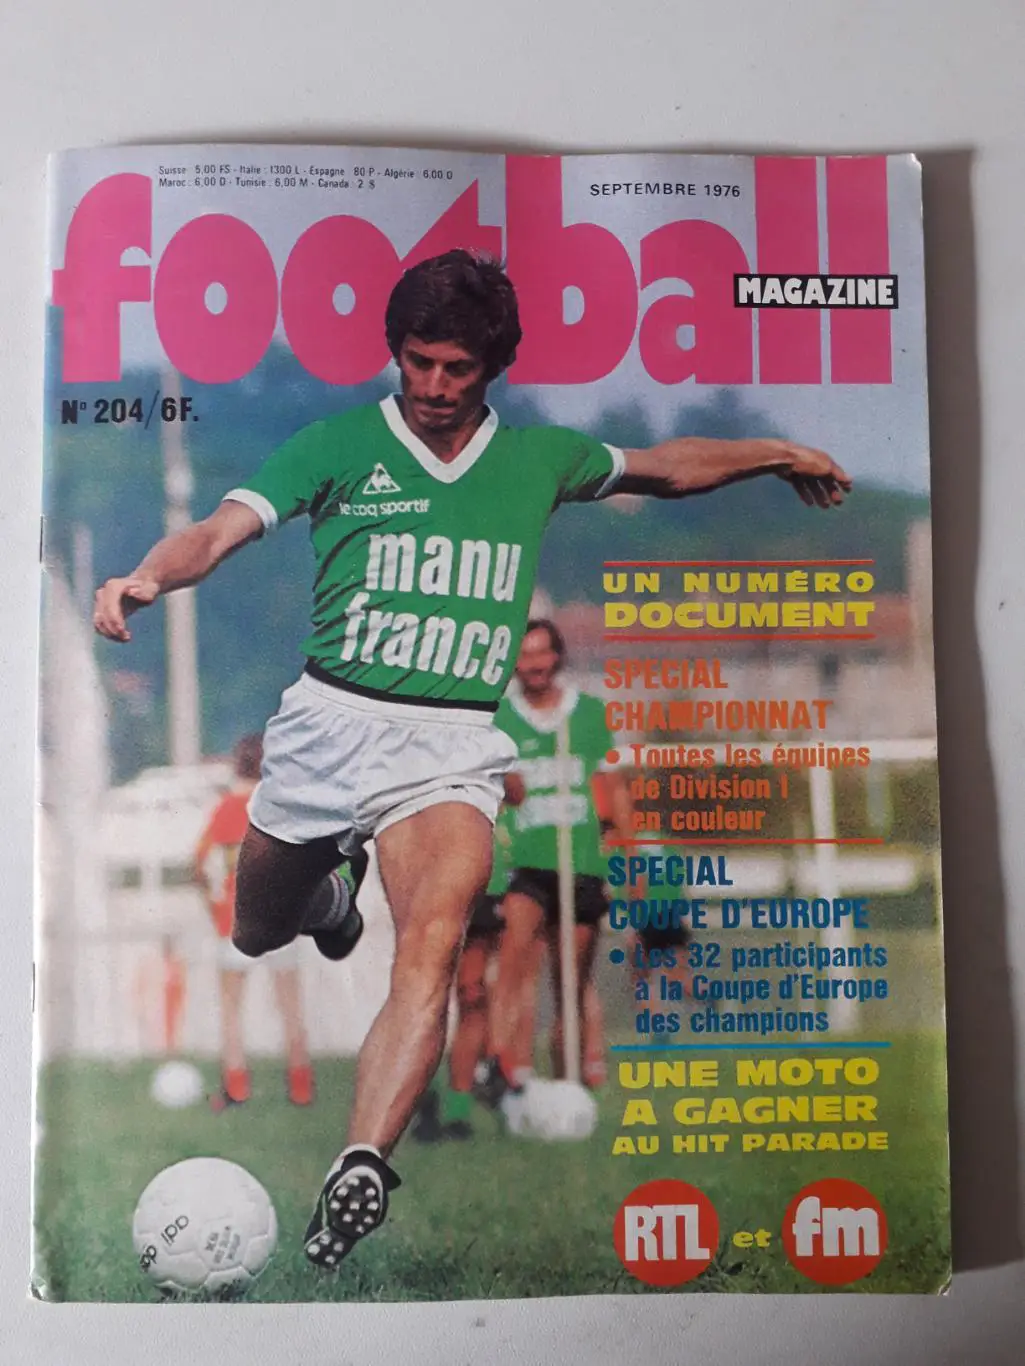 Suisse : 5,00 FS - Italie : 1300 L - Espagne 80 P - Algérie : 6.00 D
Maroc : 6,00 D - Tunisie : 6,00 M - Canada : 2 $
SEPTEMBRE 1976
football
MAGAZINE
N° 204/6F.
le coq sportif
manu
france
UN NUMÉRO
DOCUMENT
SPECIAL
CHAMPIONNAT
• Toutes les équipes
de Division I
en couleur
SPECIAL
COUPE D'EUROPE
• Les 32 participants
à la Coupe d'Europe
des champions
UNE MOTO
A GAGNER
AU HIT PARADE
RTL et fm